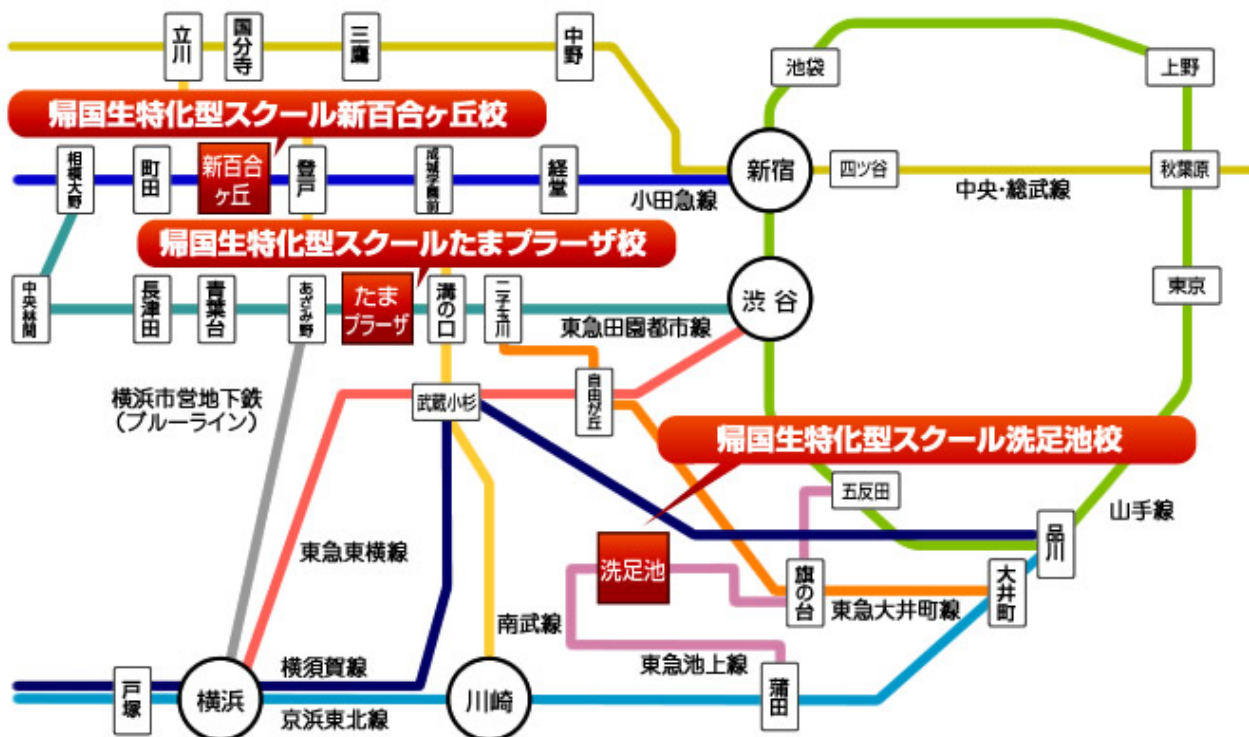 立川
国分寺
三鷹
中野
池袋
上野
帰国生特化型スクール新百合ヶ丘校
相模大野
町田
新百合
ヶ丘
登戸
成城学園前
経堂
小田急線
新宿
四ツ谷
中央・総武線
秋葉原
帰国生特化型スクールたまプラーザ校
中央林間
長津田
青葉台
あざみ野
たま
プラーザ
溝の口
二子玉川
東急田園都市線
渋谷
東京
横浜市営地下鉄
（ブルーライン）
武蔵小杉
自由が丘
帰国生特化型スクール洗足池校
五反田
山手線
品川
東急東横線
洗足池
旗の台
大井町
東急大井町線
南武線
東急池上線
横須賀線
戸塚
横浜
京浜東北線
川崎
蒲田